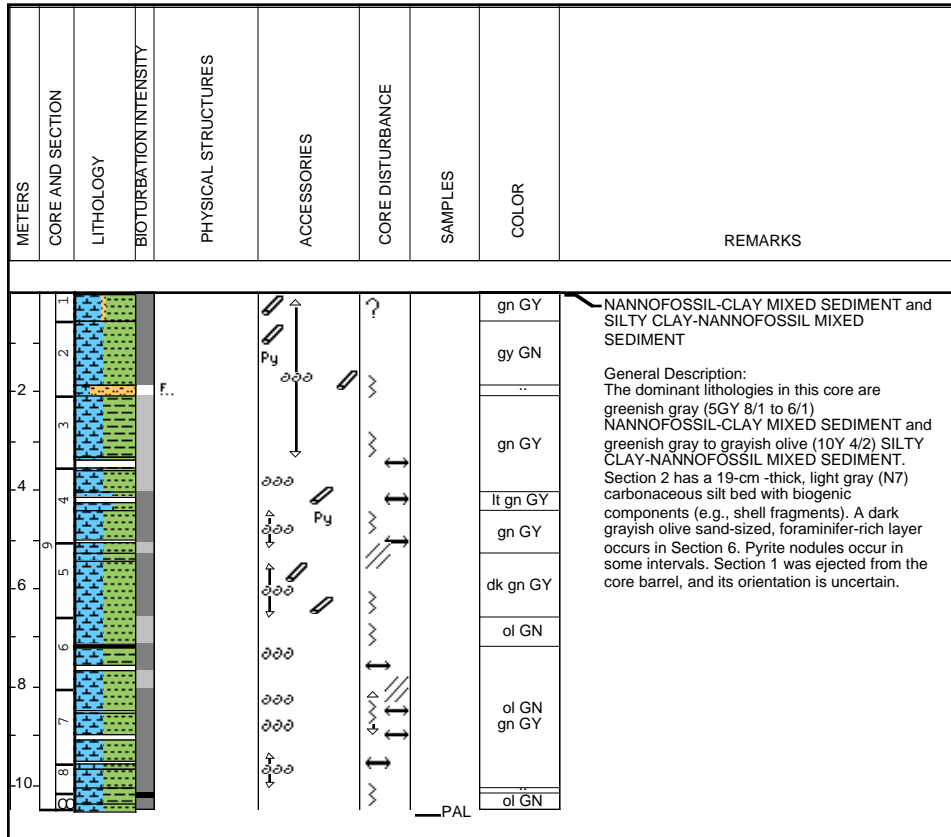 METERS
CORE AND SECTION
LITHOLOGY
BIOTURBATION INTENSITY
PHYSICAL STRUCTURES
ACCESSORIES
CORE DISTURBANCE
SAMPLES
COLOR
REMARKS
2
4
6
8
10
9
1
2
3
4
5
6
7
8
F..
Py
Py
?
PAL
gn GY
gy GN
..
gn GY
lt gn GY
gn GY
dk gn GY
ol GN
ol GN
gn GY
..
ol GN
NANNOFOSSIL-CLAY MIXED SEDIMENT and
SILTY CLAY-NANNOFOSSIL MIXED
SEDIMENT
General Description:
The dominant lithologies in this core are
greenish gray (5GY 8/1 to 6/1)
NANNOFOSSIL-CLAY MIXED SEDIMENT and
greenish gray to grayish olive (10Y 4/2) SILTY
CLAY-NANNOFOSSIL MIXED SEDIMENT.
Section 2 has a 19-cm -thick, light gray (N7)
carbonaceous silt bed with biogenic
components (e.g., shell fragments). A dark
grayish olive sand-sized, foraminifer-rich layer
occurs in Section 6. Pyrite nodules occur in
some intervals. Section 1 was ejected from the
core barrel, and its orientation is uncertain.